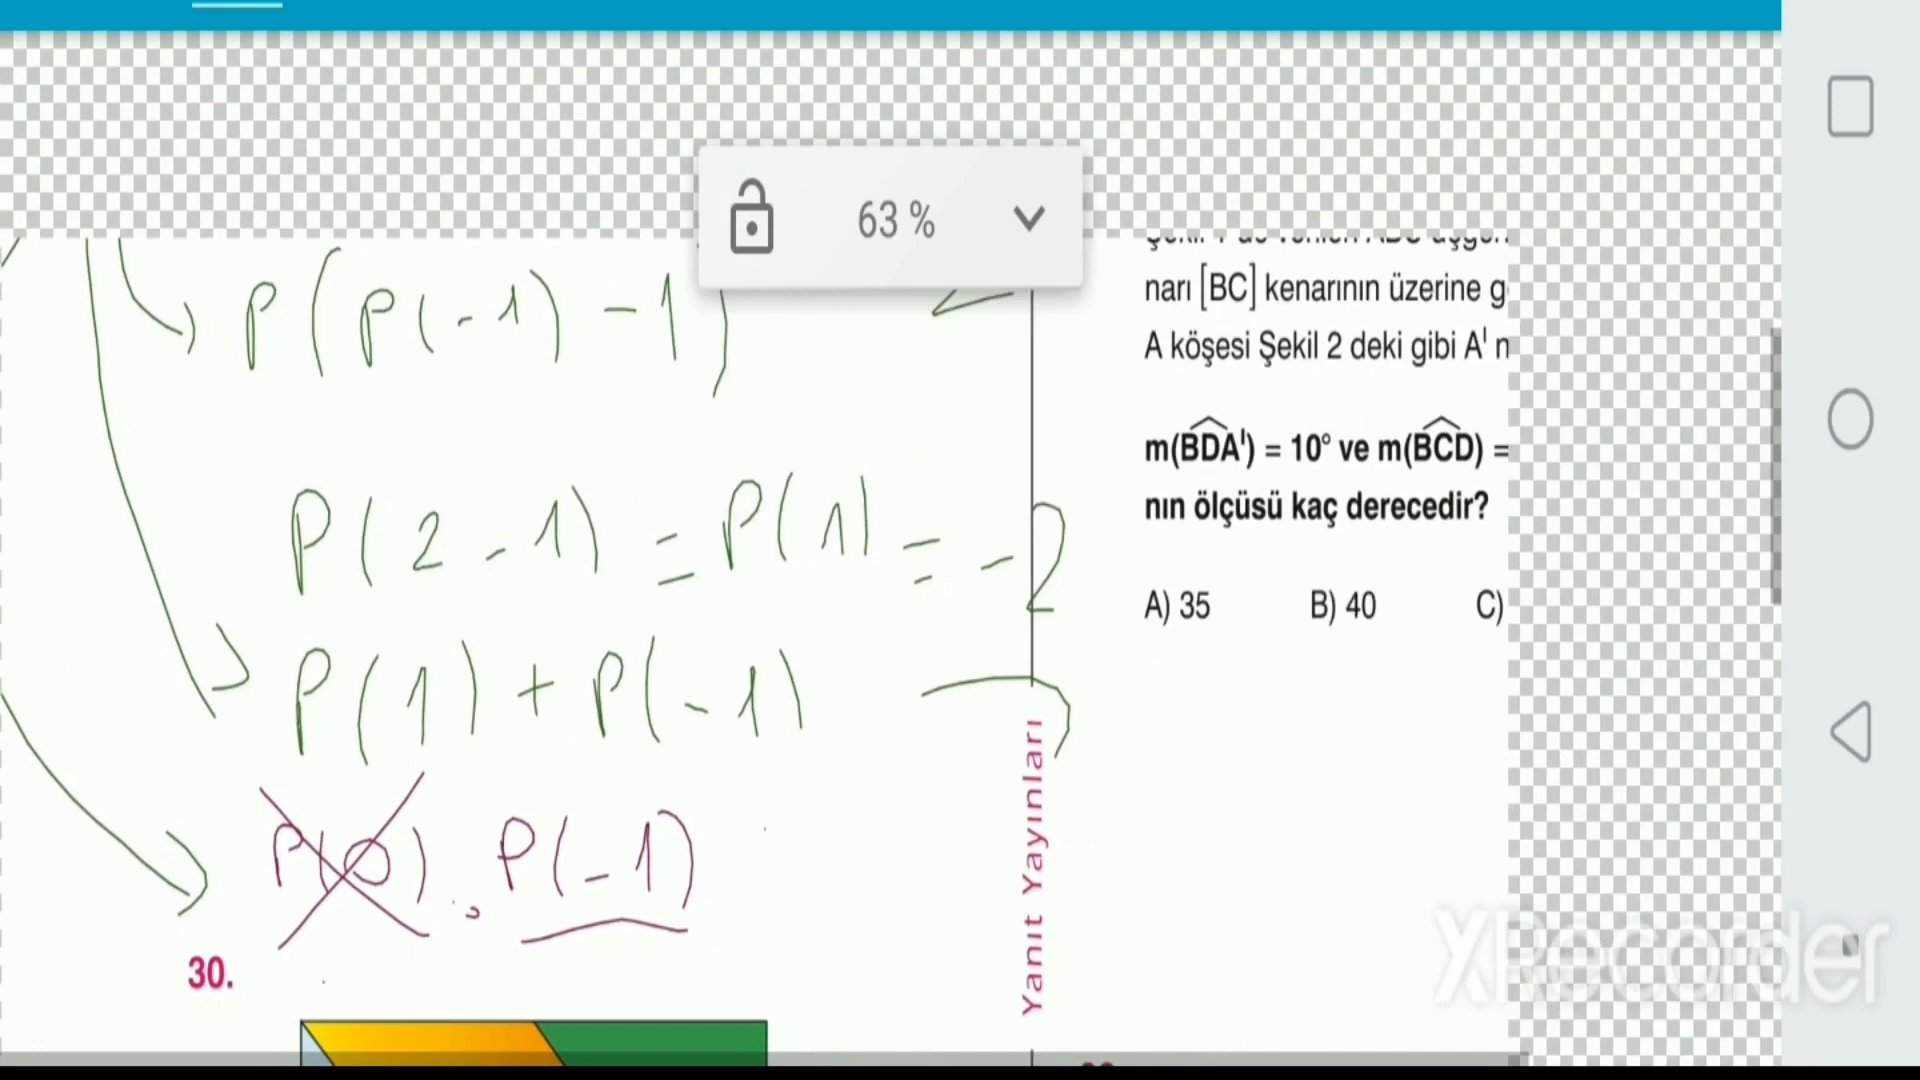 63 %
P(P(-1)-1)
P(2-1) = P(1) = -2
P(1) + P(-1)
P(0) . P(-1)
30.
narı [BC] kenarının üzerine g
A köşesi Şekil 2 deki gibi A'
m(BDA') = 10° ve m(BCD) =
nın ölçüsü kaç derecedir?
A) 35 B) 40 C)
Yanıt Yayınları
XRecorder